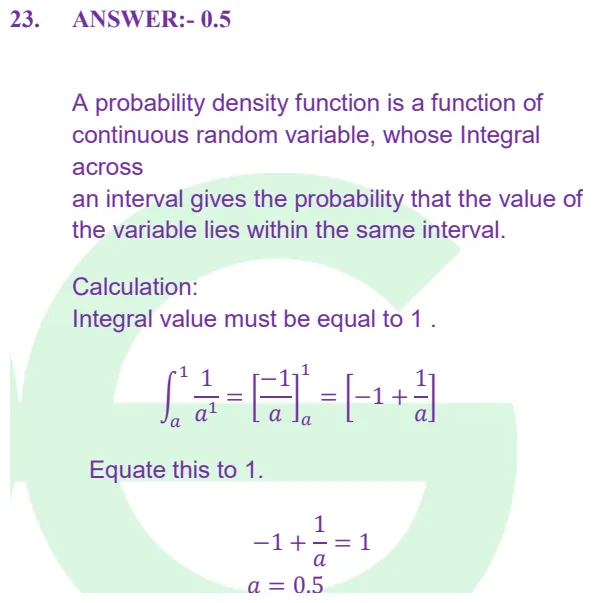 23. ANSWER:- 0.5
A probability density function is a function of
continuous random variable, whose Integral
across
an interval gives the probability that the value of
the variable lies within the same interval.
Calculation:
Integral value must be equal to 1 .
∫_a^1 1/a^1 = [−1/a]_a^1 = [−1 + 1/a]
Equate this to 1.
−1 + 1/a = 1
a = 0.5